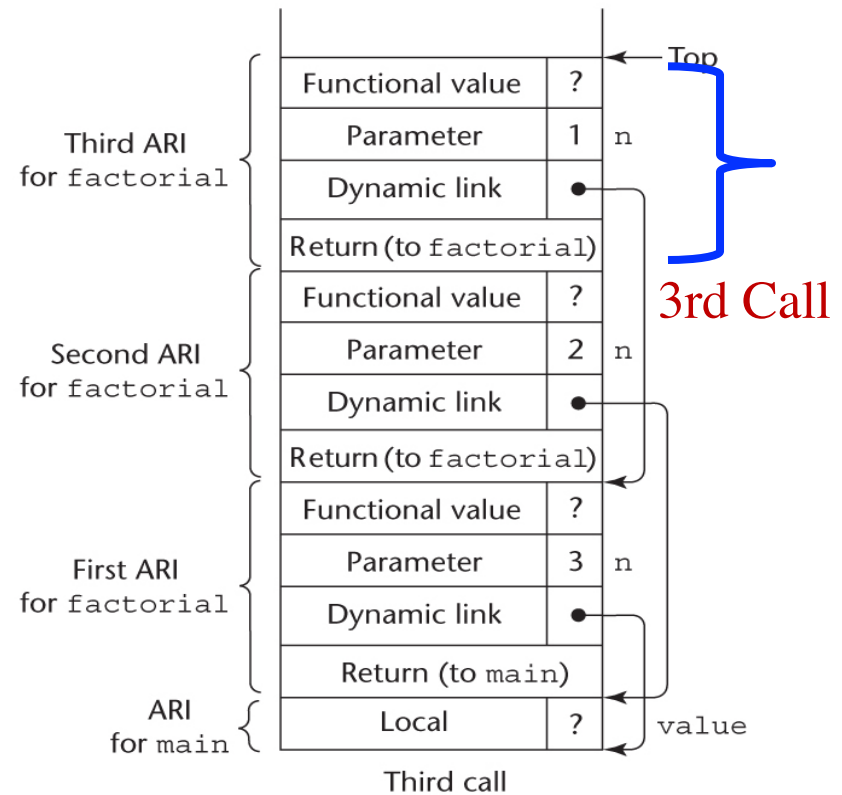 Top
Functional value ?
Third ARI
for factorial
Parameter 1 n
Dynamic link
Return (to factorial)
3rd Call
Functional value ?
Second ARI
for factorial
Parameter 2 n
Dynamic link
Return (to factorial)
Functional value ?
First ARI
for factorial
Parameter 3 n
Dynamic link
Return (to main)
ARI
for main
Local ? value
Third call